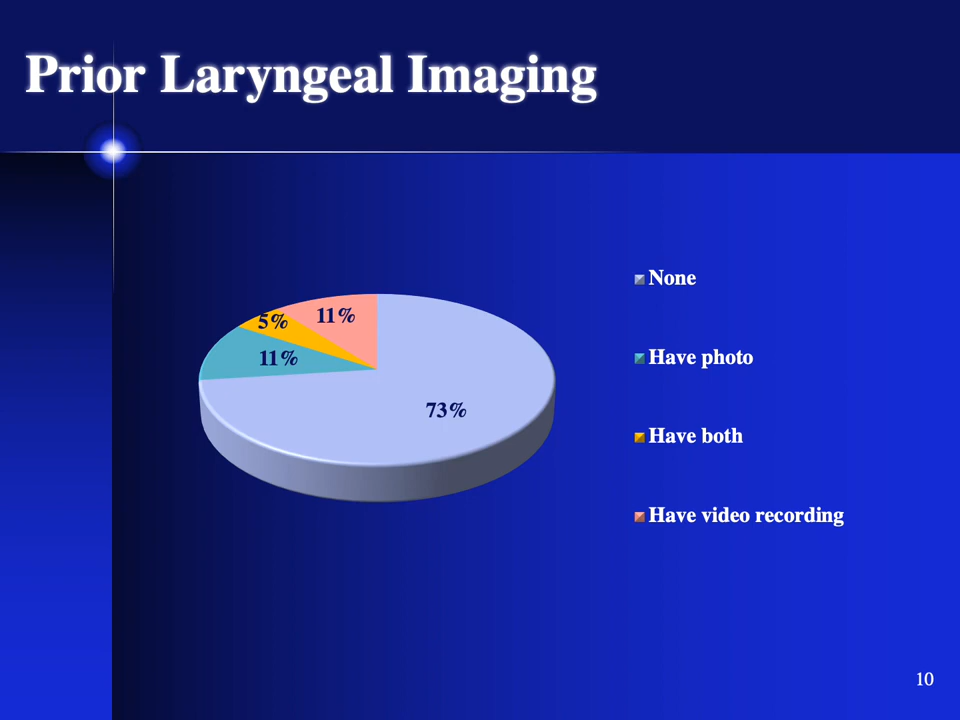 Prior Laryngeal Imaging
None
5%
11%
Have photo
11%
73%
Have both
Have video recording
10